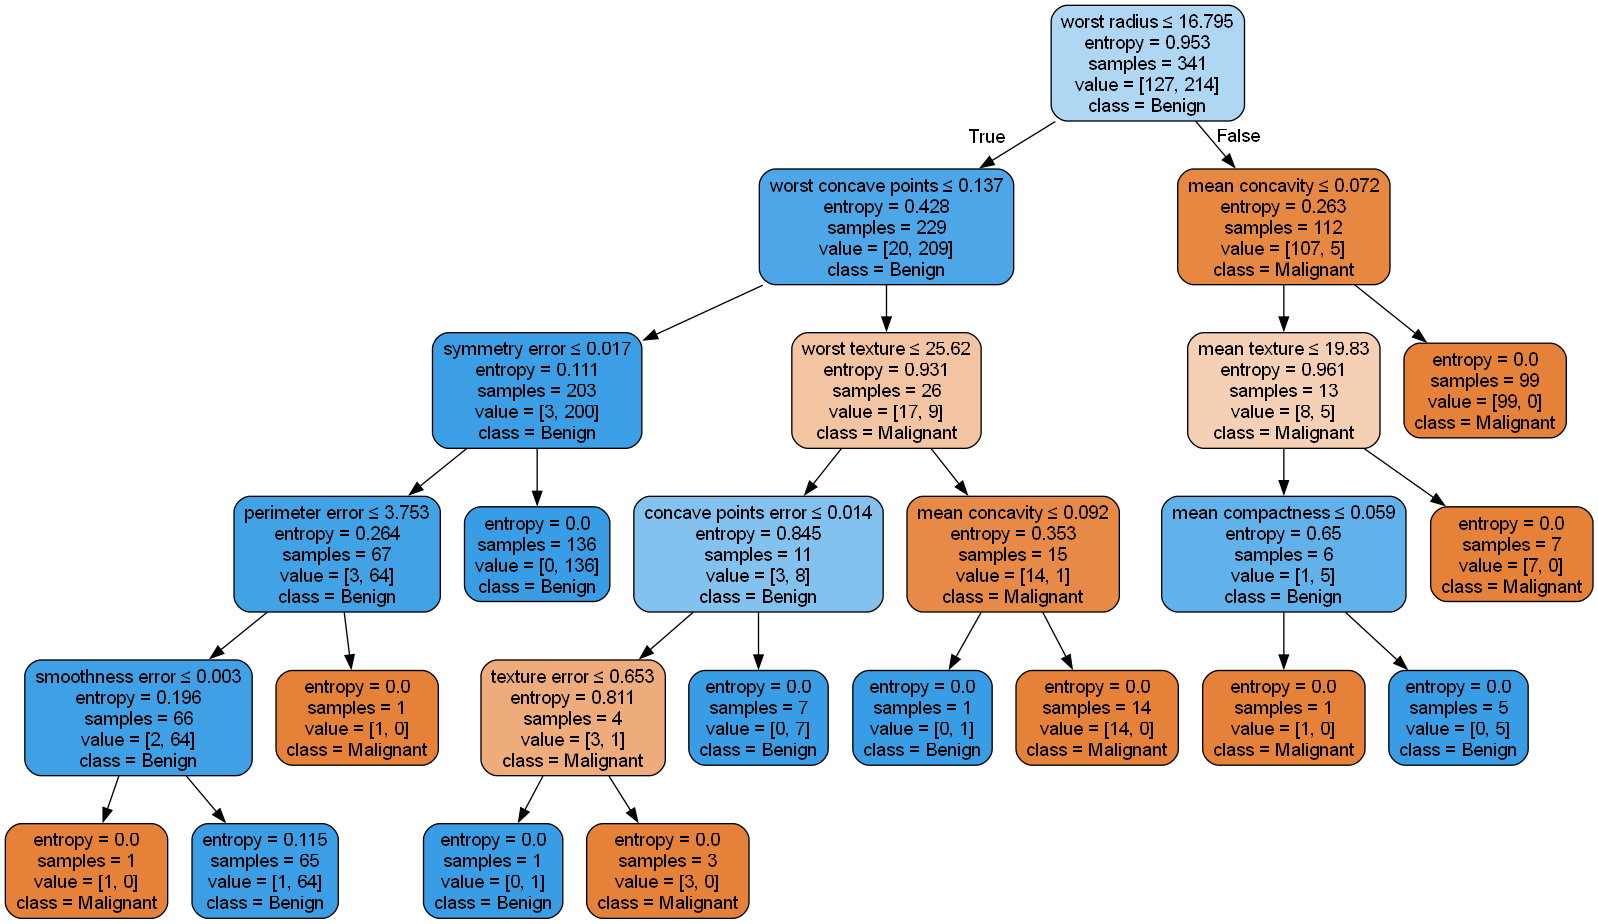 worst radius ≤ 16.795
entropy = 0.953
samples = 341
value = [127, 214]
class = Benign
True
False
worst concave points ≤ 0.137
entropy = 0.428
samples = 229
value = [20, 209]
class = Benign
mean concavity ≤ 0.072
entropy = 0.263
samples = 112
value = [107, 5]
class = Malignant
symmetry error ≤ 0.017
entropy = 0.111
samples = 203
value = [3, 200]
class = Benign
worst texture ≤ 25.62
entropy = 0.931
samples = 26
value = [17, 9]
class = Malignant
mean texture ≤ 19.83
entropy = 0.961
samples = 13
value = [8, 5]
class = Malignant
entropy = 0.0
samples = 99
value = [99, 0]
class = Malignant
perimeter error ≤ 3.753
entropy = 0.264
samples = 67
value = [3, 64]
class = Benign
entropy = 0.0
samples = 136
value = [0, 136]
class = Benign
concave points error ≤ 0.014
entropy = 0.845
samples = 11
value = [3, 8]
class = Benign
mean concavity ≤ 0.092
entropy = 0.353
samples = 15
value = [14, 1]
class = Malignant
mean compactness ≤ 0.059
entropy = 0.65
samples = 6
value = [1, 5]
class = Benign
entropy = 0.0
samples = 7
value = [7, 0]
class = Malignant
smoothness error ≤ 0.003
entropy = 0.196
samples = 66
value = [2, 64]
class = Benign
entropy = 0.0
samples = 1
value = [1, 0]
class = Malignant
texture error ≤ 0.653
entropy = 0.811
samples = 4
value = [3, 1]
class = Malignant
entropy = 0.0
samples = 7
value = [0, 7]
class = Benign
entropy = 0.0
samples = 1
value = [0, 1]
class = Benign
entropy = 0.0
samples = 14
value = [14, 0]
class = Malignant
entropy = 0.0
samples = 1
value = [1, 0]
class = Malignant
entropy = 0.0
samples = 5
value = [0, 5]
class = Benign
entropy = 0.0
samples = 1
value = [1, 0]
class = Malignant
entropy = 0.115
samples = 65
value = [1, 64]
class = Benign
entropy = 0.0
samples = 1
value = [0, 1]
class = Benign
entropy = 0.0
samples = 3
value = [3, 0]
class = Malignant